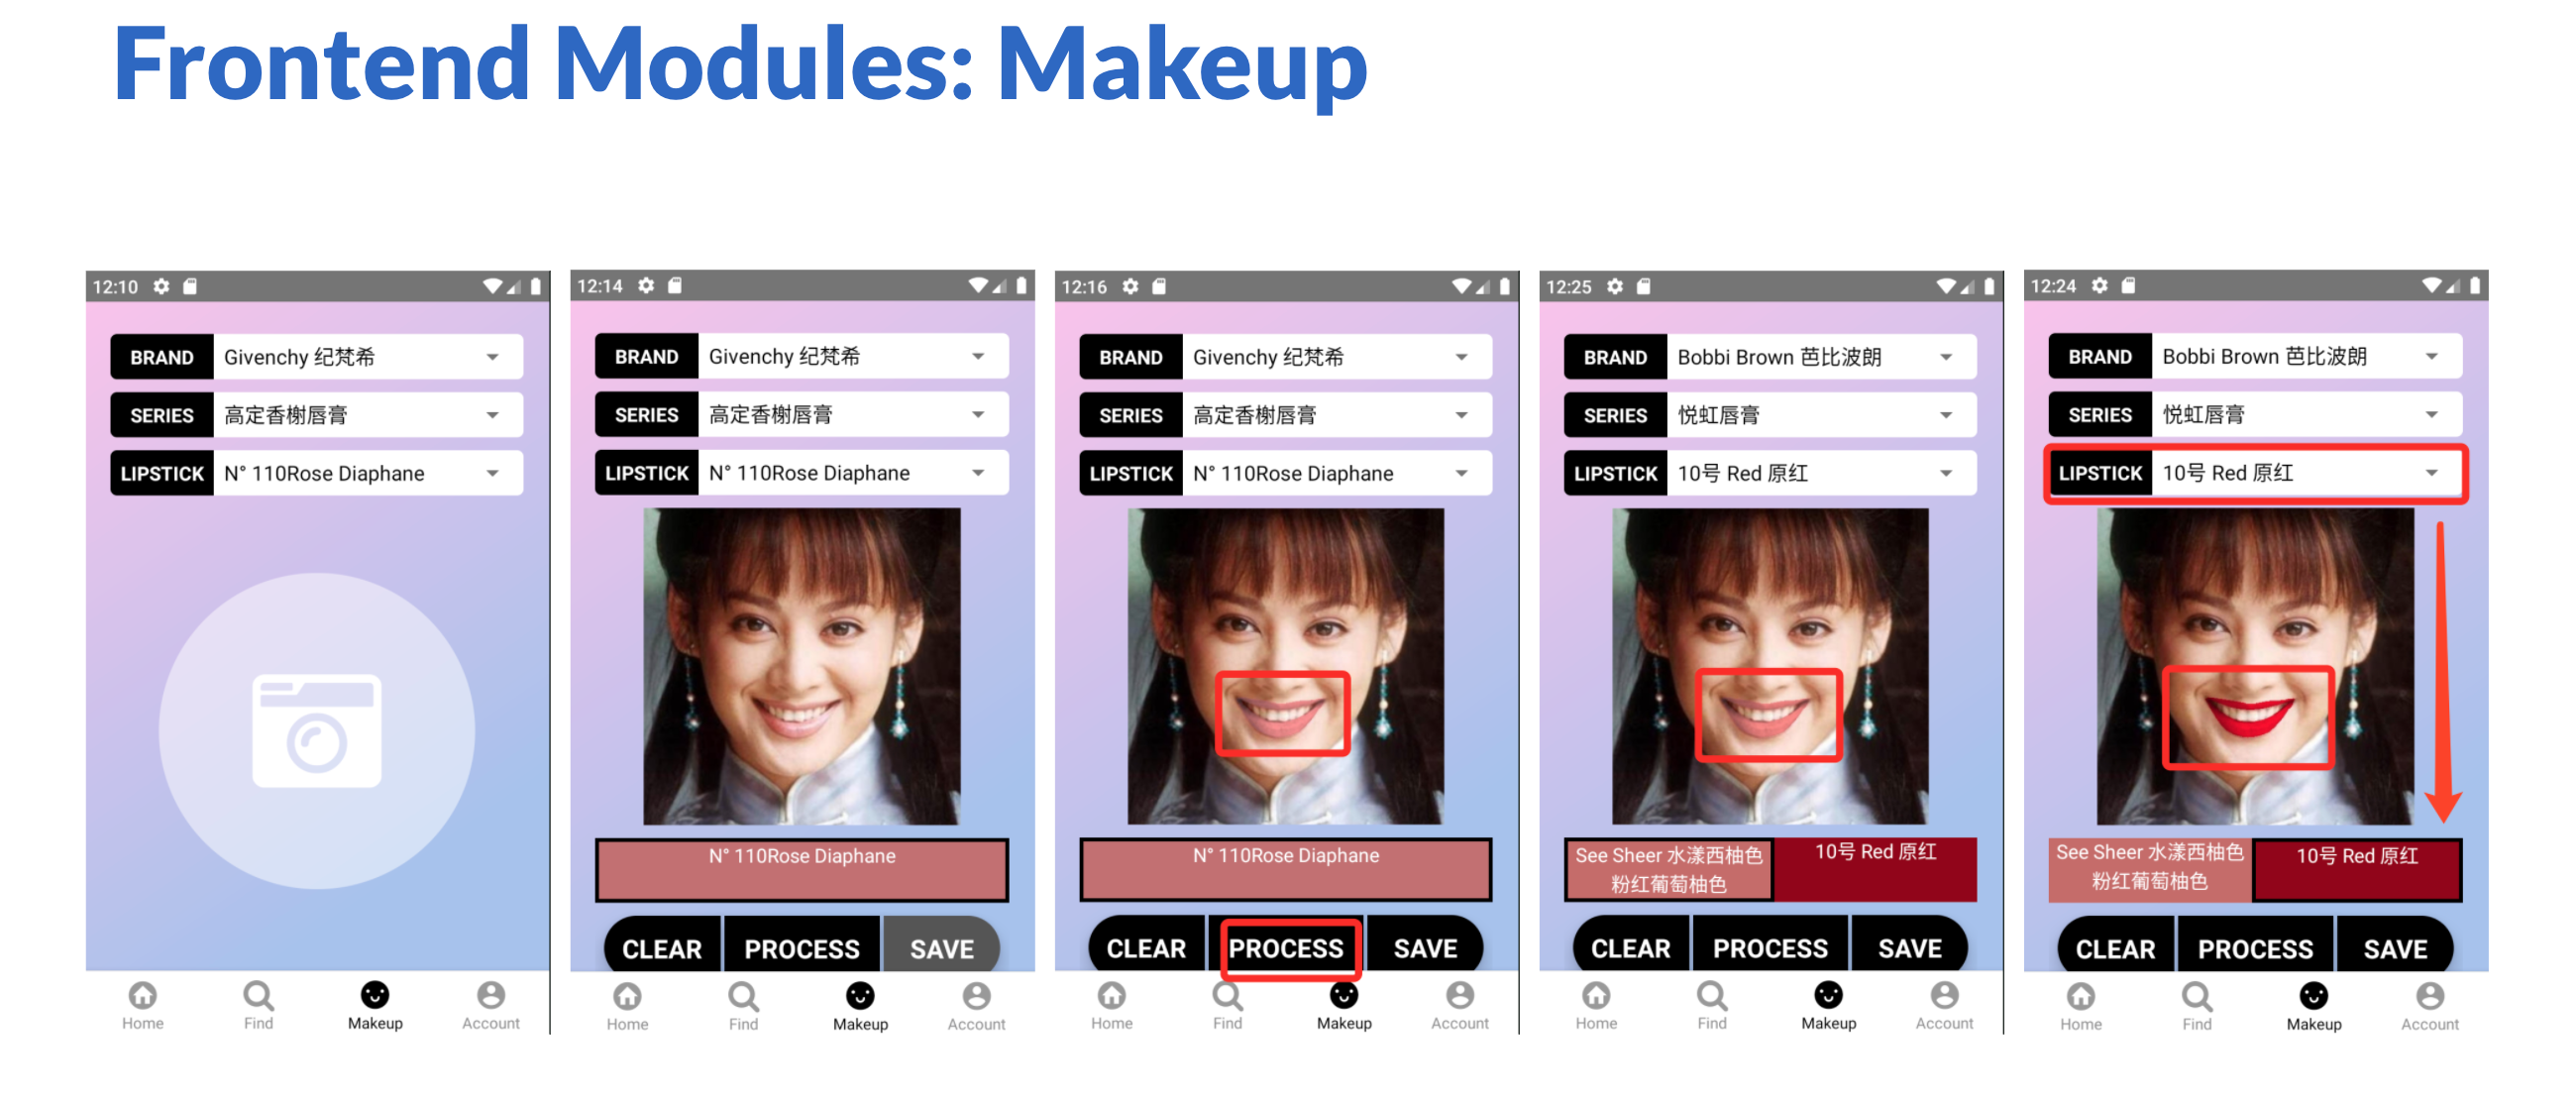 Frontend Modules: Makeup
12:10
BRAND Givenchy 纪梵希
SERIES 高定香榭唇膏
LIPSTICK N° 110Rose Diaphane
Home Find Makeup Account
12:14
BRAND Givenchy 纪梵希
SERIES 高定香榭唇膏
LIPSTICK N° 110Rose Diaphane
N° 110Rose Diaphane
CLEAR PROCESS SAVE
Home Find Makeup Account
12:16
BRAND Givenchy 纪梵希
SERIES 高定香榭唇膏
LIPSTICK N° 110Rose Diaphane
N° 110Rose Diaphane
CLEAR PROCESS SAVE
Home Find Makeup Account
12:25
BRAND Bobbi Brown 芭比波朗
SERIES 悦虹唇膏
LIPSTICK 10号 Red 原红
See Sheer 水漾西柚色
粉红葡萄柚色
10号 Red 原红
CLEAR PROCESS SAVE
Home Find Makeup Account
12:24
BRAND Bobbi Brown 芭比波朗
SERIES 悦虹唇膏
LIPSTICK 10号 Red 原红
See Sheer 水漾西柚色
粉红葡萄柚色
10号 Red 原红
CLEAR PROCESS SAVE
Home Find Makeup Account